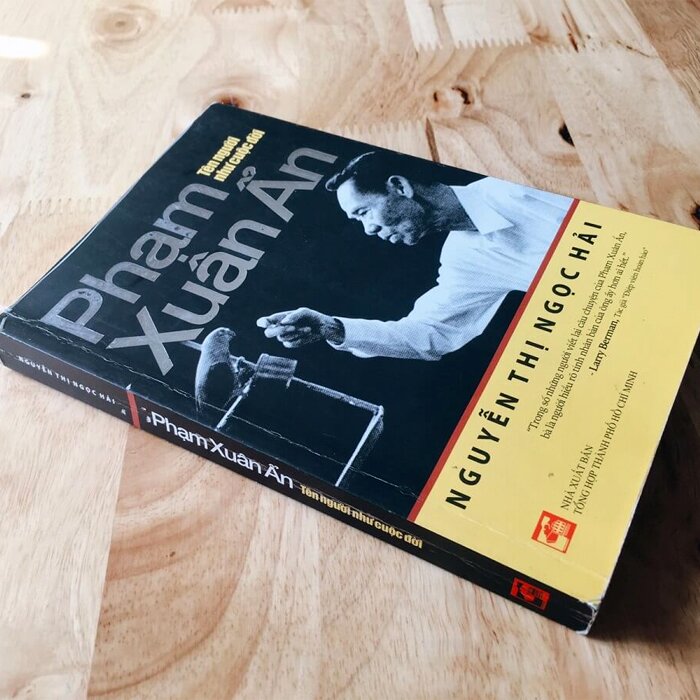 Tên người
như cuộc đời
Phạm
Xuân Ẩn
NGUYỄN THỊ NGỌC HẢI
"Trong số những người viết lại câu chuyện của Phạm Xuân Ẩn,
bà là người hiểu rõ tính nhân bản của ông ấy hơn ai hết."
- Larry Berman, Tác giả "Điệp viên hoàn hảo"
NHÀ XUẤT BẢN
TỔNG HỢP THÀNH PHỐ HỒ CHÍ MINH
NGUYỄN THỊ NGỌC HẢI
Phạm Xuân Ẩn
Tên người như cuộc đời